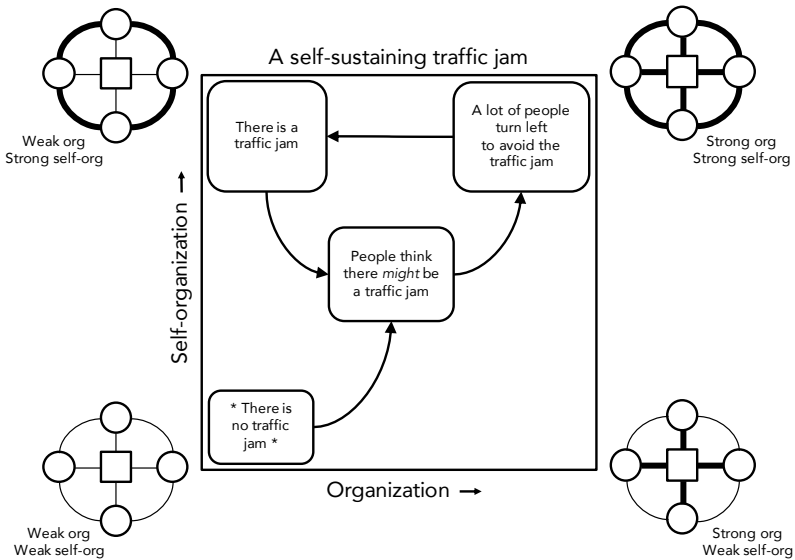 A self-sustaining traffic jam
Weak org
Strong self-org
There is a
traffic jam
A lot of people
turn left
to avoid the
traffic jam
Strong org
Strong self-org
Self-organization →
People think
there might be
a traffic jam
* There is
no traffic
jam *
Organization →
Weak org
Weak self-org
Strong org
Weak self-org